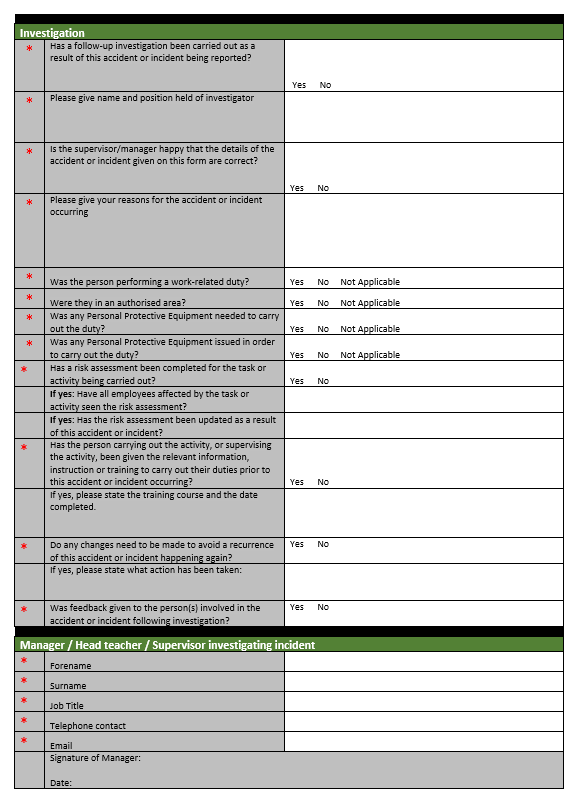 Investigation
* Has a follow-up investigation been carried out as a
result of this accident or incident being reported?
Yes No
* Please give name and position held of investigator
* Is the supervisor/manager happy that the details of the
accident or incident given on this form are correct?
Yes No
* Please give your reasons for the accident or incident
occurring
* Was the person performing a work-related duty? Yes No Not Applicable
* Were they in an authorised area? Yes No Not Applicable
* Was any Personal Protective Equipment needed to carry
out the duty? Yes No Not Applicable
* Was any Personal Protective Equipment issued in order
to carry out the duty? Yes No Not Applicable
* Has a risk assessment been completed for the task or
activity being carried out? Yes No
If yes: Have all employees affected by the task or
activity seen the risk assessment?
If yes: Has the risk assessment been updated as a result
of this accident or incident?
* Has the person carrying out the activity, or supervising
the activity, been given the relevant information,
instruction or training to carry out their duties prior to
this accident or incident occurring? Yes No
If yes, please state the training course and the date
completed.
* Do any changes need to be made to avoid a recurrence Yes No
of this accident or incident happening again?
If yes, please state what action has been taken:
* Was feedback given to the person(s) involved in the Yes No
accident or incident following investigation?
Manager / Head teacher / Supervisor investigating incident
* Forename
* Surname
* Job Title
* Telephone contact
* Email
Signature of Manager:
Date: